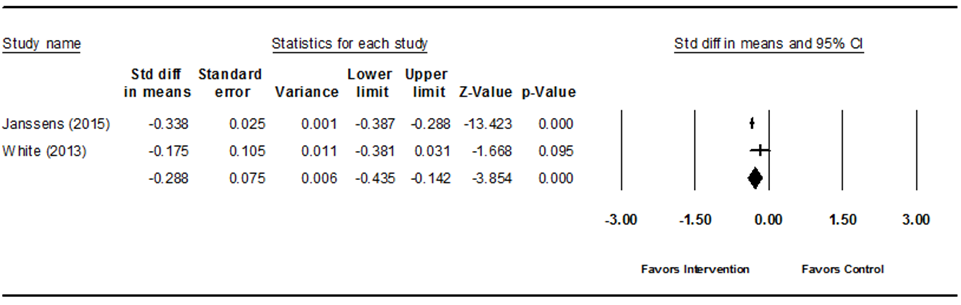 Study name Statistics for each study Std diff in means and 95% CI
Std diff Standard Lower Upper
in means error Variance limit limit Z-Value p-Value
Janssens (2015) -0.338 0.025 0.001 -0.387 -0.288 -13.423 0.000
White (2013) -0.175 0.105 0.011 -0.381 0.031 -1.668 0.095
-0.288 0.075 0.006 -0.435 -0.142 -3.854 0.000
-3.00 -1.50 0.00 1.50 3.00
Favors Intervention Favors Control